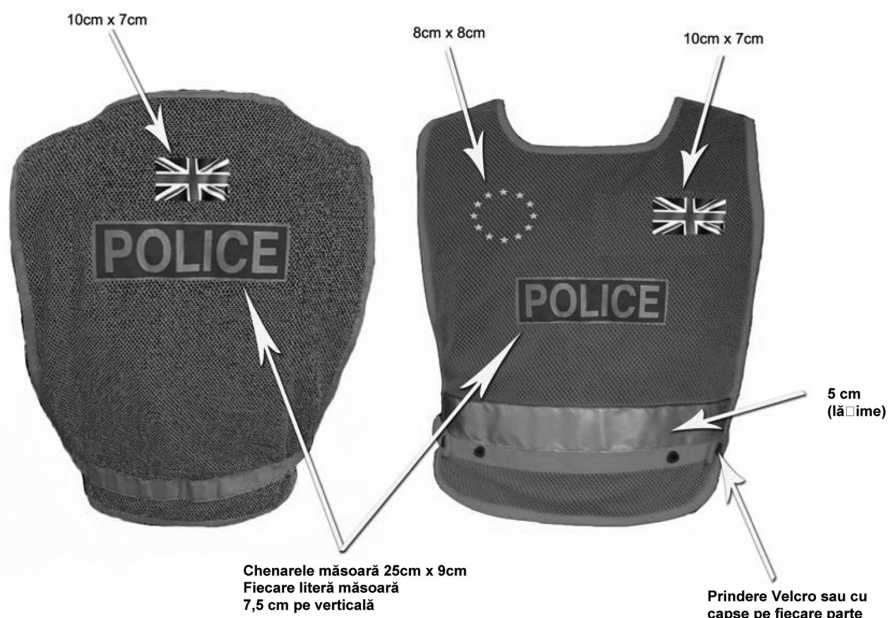 10cm x 7cm
8cm x 8cm
10cm x 7cm
POLICE
POLICE
5 cm
(lă□ime)
Chenarele măsoară 25cm x 9cm
Fiecare literă măsoară
7,5 cm pe verticală
Prindere Velcro sau cu
capse pe fiecare parte